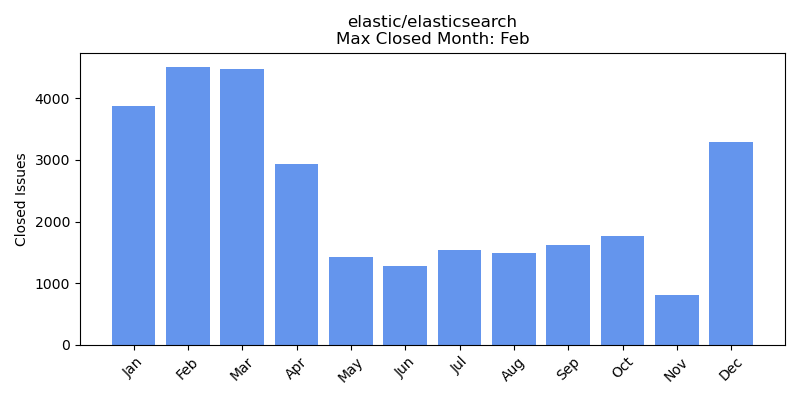 elastic/elasticsearch
Max Closed Month: Feb
Closed Issues
4000
3000
2000
1000
0
Jan
Feb
Mar
Apr
May
Jun
Jul
Aug
Sep
Oct
Nov
Dec